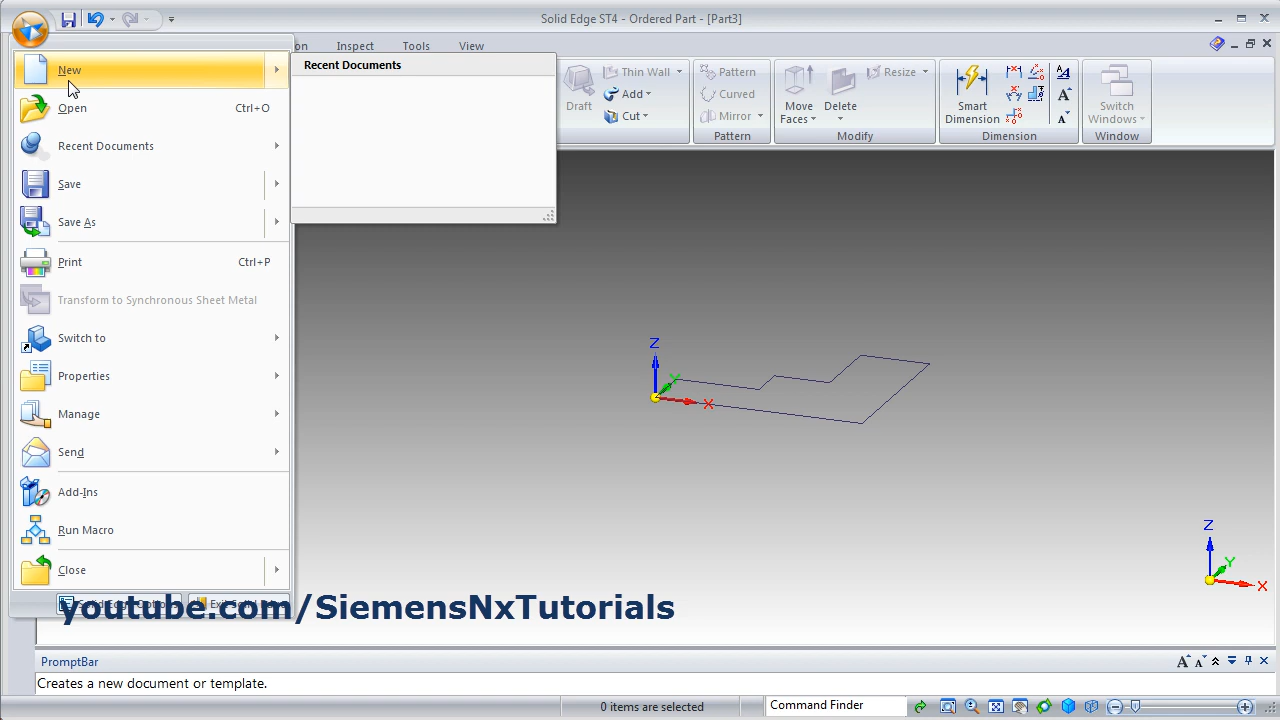 Solid Edge ST4 - Ordered Part - [Part3]
Inspect Tools View
New
Open Ctrl+O
Recent Documents
Save
Save As
Print Ctrl+P
Transform to Synchronous Sheet Metal
Switch to
Properties
Manage
Send
Add-Ins
Run Macro
Close
Recent Documents
Draft
Thin Wall
Add
Cut
Pattern
Curved
Mirror
Pattern
Move Faces
Delete
Resize
Modify
Smart Dimension
Dimension
Switch Windows
Window
Z
Y
X
Z
Y
X
youtube.com/SiemensNxTutorials
PromptBar
Creates a new document or template.
0 items are selected
Command Finder